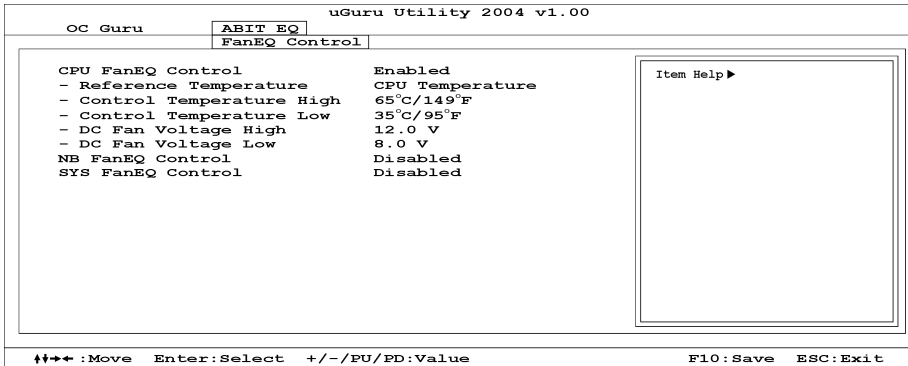 uGuru Utility 2004 v1.00
OC Guru ABIT EQ
FanEQ Control
CPU FanEQ Control Enabled
- Reference Temperature CPU Temperature
- Control Temperature High 65°C/149°F
- Control Temperature Low 35°C/95°F
- DC Fan Voltage High 12.0 V
- DC Fan Voltage Low 8.0 V
NB FanEQ Control Disabled
SYS FanEQ Control Disabled
Item Help▶
↑↓→←:Move Enter:Select +/-/PU/PD:Value F10:Save ESC:Exit